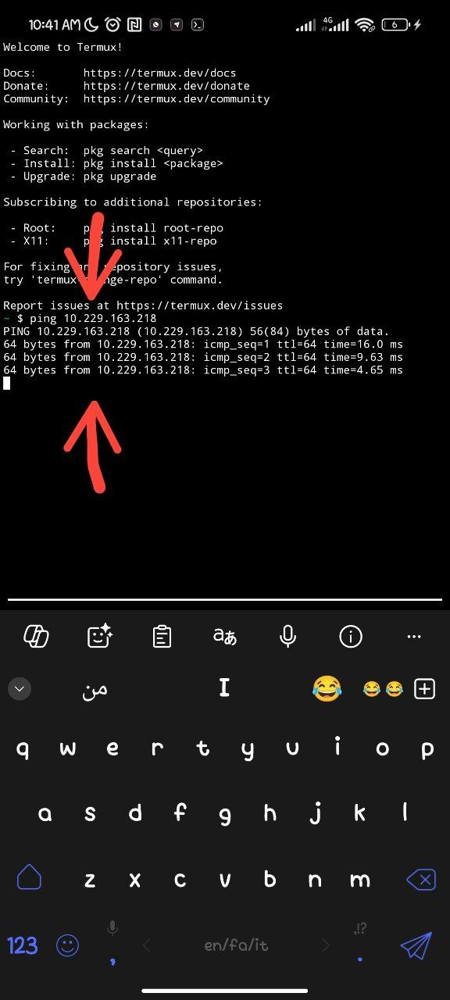 10:41 AM
4G
6
Welcome to Termux!
Docs: https://termux.dev/docs
Donate: https://termux.dev/donate
Community: https://termux.dev/community
Working with packages:
- Search: pkg search <query>
- Install: pkg install <package>
- Upgrade: pkg upgrade
Subscribing to additional repositories:
- Root: install root-repo
- X11: install x11-repo
For fixing repository issues,
try 'termux command.
Report issues at https://termux.dev/issues
~ $ ping 10.229.163.218
PING 10.229.163.218 (10.229.163.218) 56(84) bytes of data.
64 bytes from 10.229.163.218: icmp_seq=1 ttl=64 time=16.0 ms
64 bytes from 10.229.163.218: icmp_seq=2 ttl=64 time=9.63 ms
64 bytes from 10.229.163.218: icmp_seq=3 ttl=64 time=4.65 ms
aあ
من I 😂 😂 😂
q w e r t y u i o p
a s d f g h j k l
z x c v b n m
,!?
123 , < en/fa/it > .